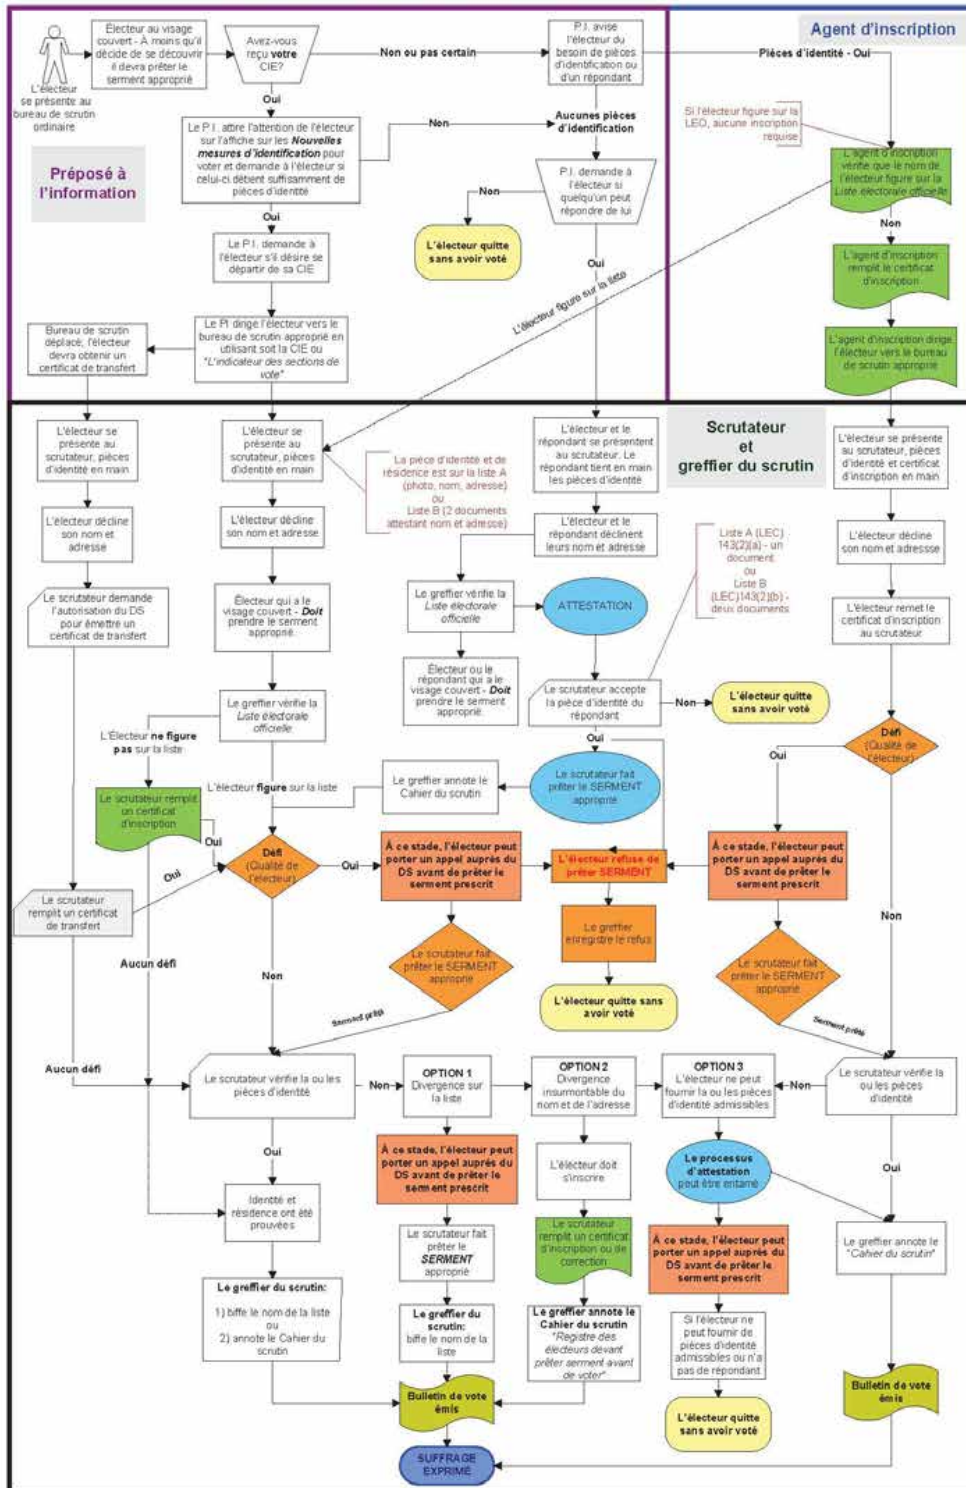 Électeur au visage
couvert - À moins qu'il
décide de se découvrir
il devra prêter le
serment approprié
L'électeur
se présente au
bureau de scrutin
ordinaire
Avez-vous
reçu votre
CIE?
Non ou pas certain
P.I. avise
l'électeur du
besoin de pièces
d'identification ou
d'un répondant
Agent d'inscription
Pièces d'identité - Oui
Oui
Aucunes pièces
d'identification
Si l'électeur figure sur la
LEO, aucune inscription
requise
Préposé à
l'information
Le P.I. attire l'attention de l'électeur
sur l'affiche sur les Nouvelles
mesures d'identification pour
voter et demande à l'électeur si
celui-ci détient suffisamment de
pièces d'identité
Non
L'agent d'inscription
vérifie que le nom de
l'électeur figure sur la
Liste électorale officielle
P.I. demande à
l'électeur si
quelqu'un peut
répondre de lui
Non
L'électeur quitte
sans avoir voté
Oui
Oui
Non
Le P.I. demande à
l'électeur s'il désire se
départir de sa CIE
L'agent d'inscription
remplit le certificat
d'inscription
L'électeur figure sur la liste
Bureau de scrutin
déplacé, l'électeur
devra obtenir un
certificat de transfert
Le PI dirige l'électeur vers le
bureau de scrutin approprié en
utilisant soit la CIE ou
"L'indicateur des sections de
vote"
L'agent d'inscription dirige
l'électeur vers le bureau
de scrutin approprié
Scrutateur
et
greffier du scrutin
L'électeur se
présente au
scrutateur, pièces
d'identité en main
L'électeur se
présente au
scrutateur, pièces
d'identité en main
La pièce d'identité et de
résidence est sur la liste A
(photo, nom, adresse)
ou
Liste B (2 documents
attestant nom et adresse)
L'électeur et le
répondant se présentent
au scrutateur. Le
répondant tient en main
les pièces d'identité
L'électeur se présente
au scrutateur, pièces
d'identité et certificat
d'inscription en main
L'électeur décline
son nom et
adresse
L'électeur décline
son nom et
adresse
L'électeur et le
répondant déclinent
leurs nom et adresse
Liste A (LEC)
143(2)(a) - un
document
ou
Liste B
(LEC)143(2)(b) -
deux documents
L'électeur décline
son nom et adressse
Le scrutateur demande
l'autorisation du DS
pour émettre un
certificat de transfert
Électeur qui a le
visage couvert - Doit
prendre le serment
approprié.
Le greffier vérifie la
Liste électorale
officielle
ATTESTATION
L'électeur remet le
certificat d'inscription
au scrutateur
Électeur ou le
répondant qui a le
visage couvert - Doit
prendre le serment
approprié
Le scrutateur accepte
la pièce d'identité du
répondant
Non
L'électeur quitte
sans avoir voté
Le greffier vérifie la
Liste électorale
officielle
L'Électeur ne figure
pas sur la liste
Oui
Défi
(Qualité de
l'électeur)
Oui
L'électeur figure sur la liste
Le greffier annote le
Cahier du scrutin
Le scrutateur fait
prêter le SERMENT
approprié
Le scrutateur remplit
un certificat
d'inscription
Oui
Oui
Défi
(Qualité de
l'électeur)
Oui
À ce stade, l'électeur peut
porter un appel auprès du
DS avant de prêter le
serment prescrit
L'électeur refuse de
prêter SERMENT
À ce stade, l'électeur peut
porter un appel auprès du
DS avant de prêter le
serment prescrit
Le scrutateur
remplit un certificat
de transfert
Le greffier
enregistre le refus
Non
Aucun défi
Non
Le scrutateur fait
prêter le SERMENT
approprié
Le scrutateur fait
prêter le SERMENT
approprié
L'électeur quitte sans
avoir voté
Serment prêté
Serment prêté
Aucun défi
Le scrutateur vérifie la ou les
pièces d'identité
Non
OPTION 1
Divergence sur
la liste
OPTION 2
Divergence
insurmontable du
nom et de l'adresse
OPTION 3
L'électeur ne peut
fournir la ou les pièces
d'identité admissibles
Non
Le scrutateur vérifie la
ou les pièces
d'identité
Oui
À ce stade, l'électeur peut
porter un appel auprès du
DS avant de prêter le
serment prescrit
L'électeur doit
s'inscrire
Le processus
d'attestation
peut être entamé
Oui
Identité et
résidence ont été
prouvées
Le scrutateur fait
prêter le
SERMENT
approprié
Le scrutateur
remplit un certificat
d'inscription ou de
correction
À ce stade, l'électeur peut
porter un appel auprès du
DS avant de prêter le
serment prescrit
Le greffier annote le
"Cahier du scrutin"
Le greffier du scrutin:
1) biffe le nom de la liste
ou
2) annote le Cahier du
scrutin
Le greffier du
scrutin:
biffe le nom de la
liste
Le greffier annote le
Cahier du scrutin
"Registre des
électeurs devant
prêter serment avant
de voter"
Si l'électeur ne
peut fournir de
pièces d'identité
admissibles ou n'a
pas de répondant
Bulletin de vote
émis
Bulletin de vote
émis
L'électeur quitte
sans avoir voté
SUFFRAGE
EXPRIMÉ